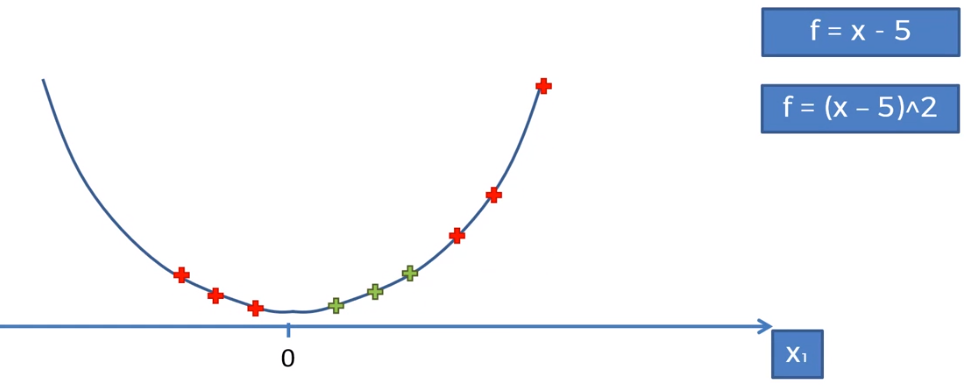 f = x - 5
f = (x – 5)^2
0
x₁